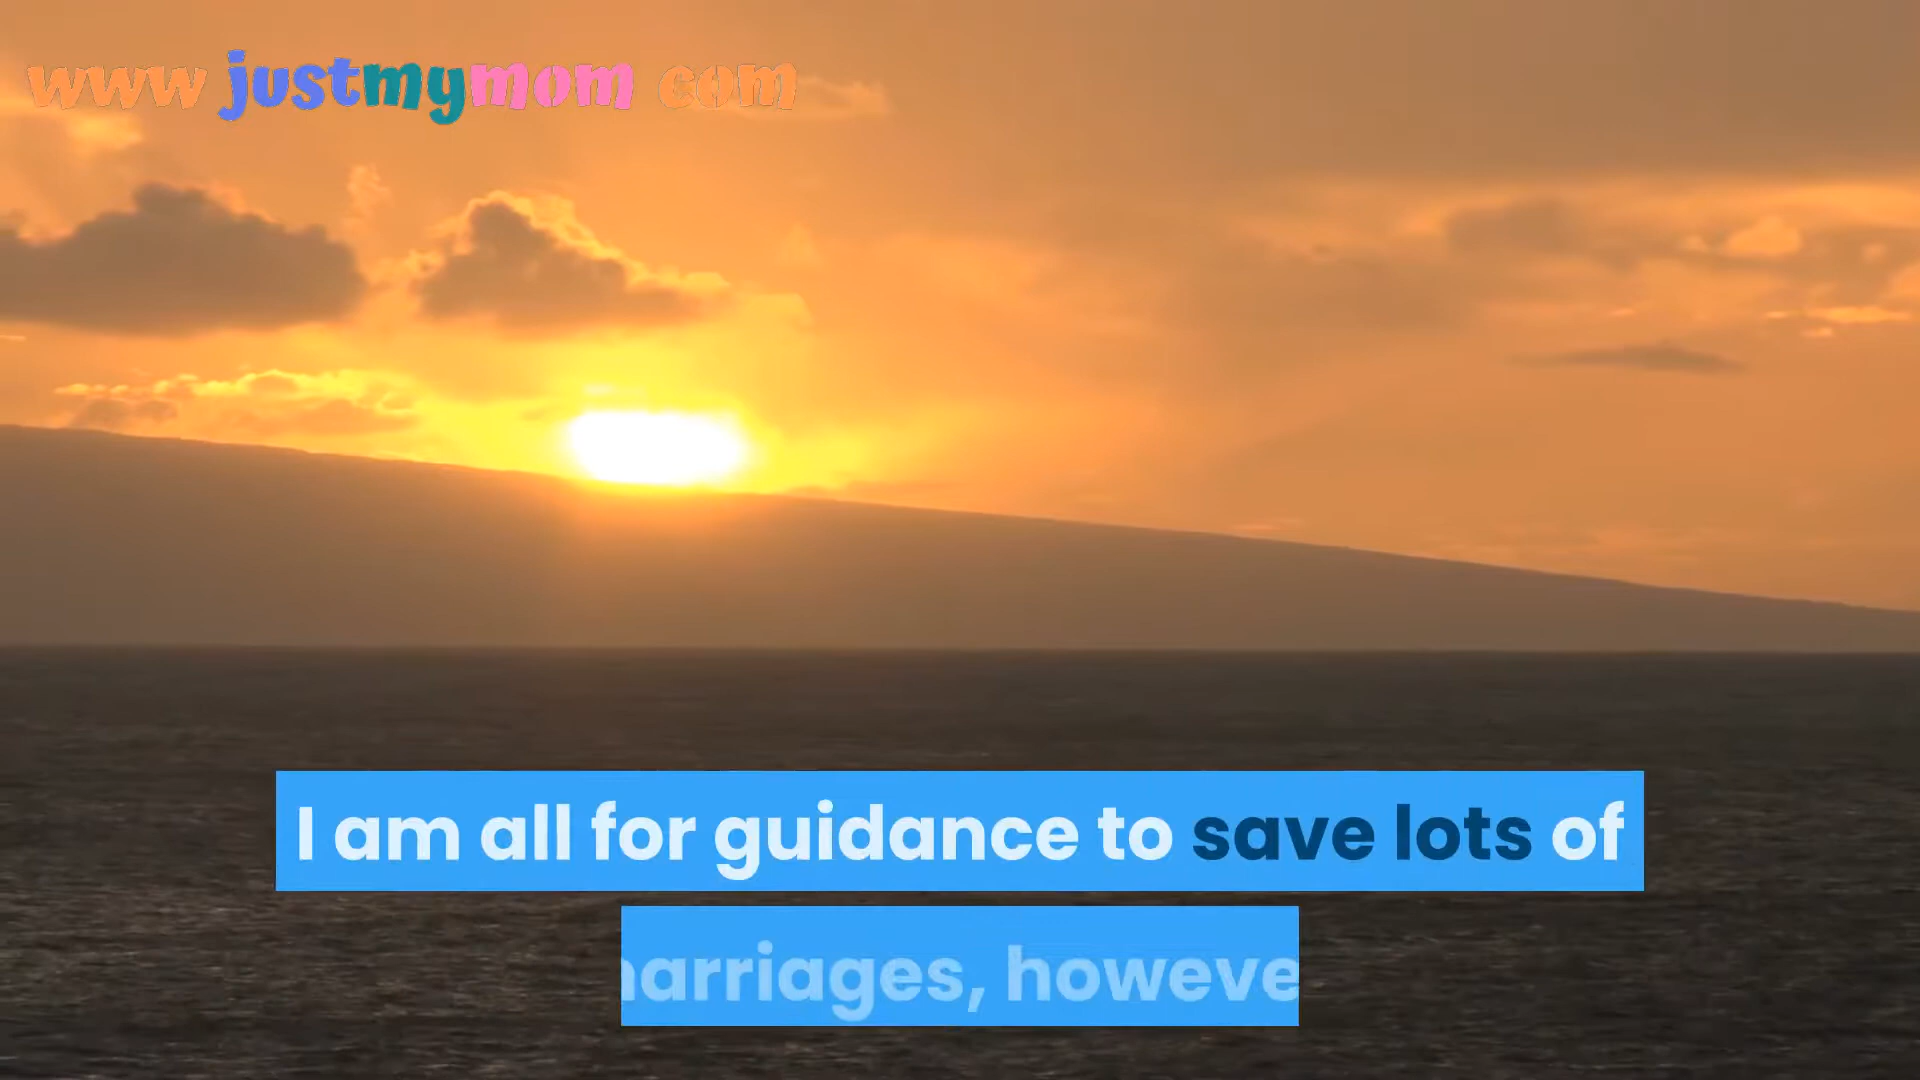 www justmymom com
I am all for guidance to save lots of
arriages, howeve